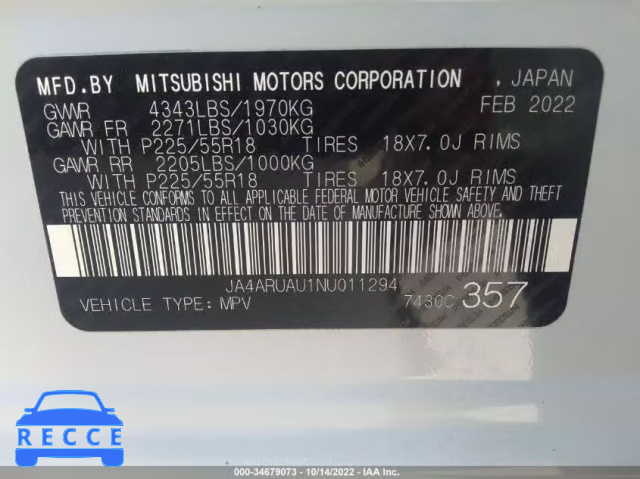 MFD.BY MITSUBISHI MOTORS CORPORATION , JAPAN
GVWR 4343LBS/1970KG FEB 2022
GAWR FR 2271LBS/1030KG
WITH P225/55R18 TIRES 18X7.0J RIMS
GAWR RR 2205LBS/1000KG
WITH P225/55R18 TIRES 18X7.0J RIMS
THIS VEHICLE CONFORMS TO ALL APPLICABLE FEDERAL MOTOR VEHICLE SAFETY AND THEFT
PREVENTION STANDARDS IN EFFECT ON THE DATE OF MANUFACTURE SHOWN ABOVE.
JA4ARUAU1NU011294
VEHICLE TYPE: MPV 7430C 357
RECCE
000-34679073 - 10/14/2022 - IAA Inc.